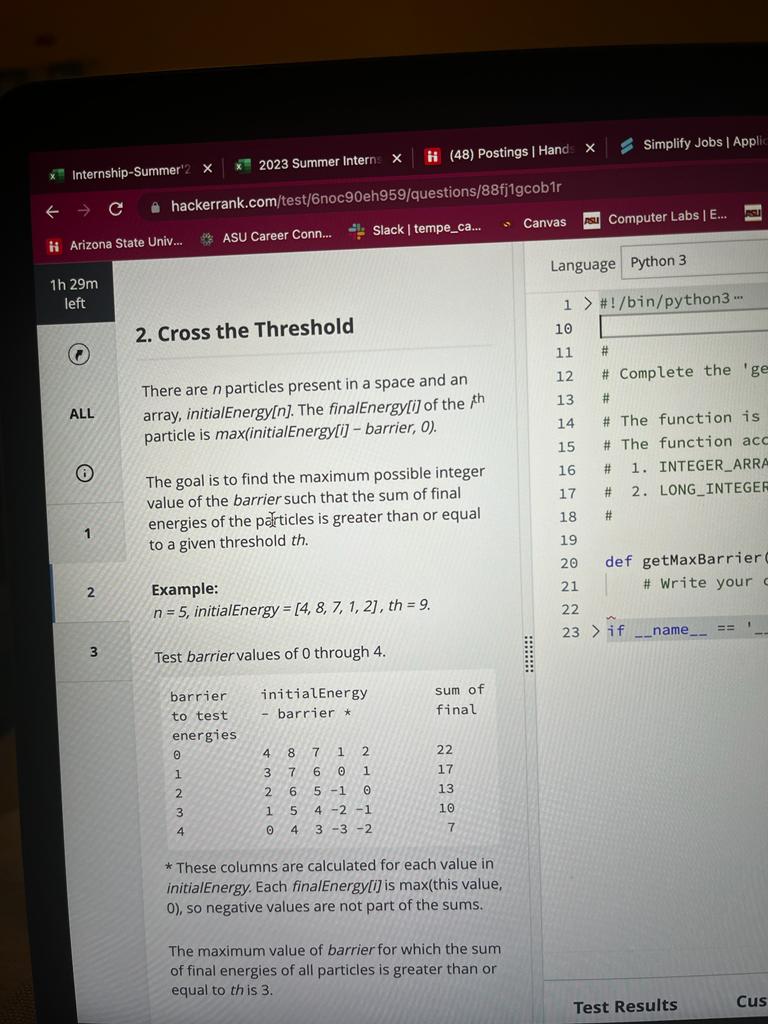 Internship-Summer'2
2023 Summer Interns
(48) Postings | Hands
Simplify Jobs | Applic
hackerrank.com/test/6noc90eh959/questions/88fj1gcob1r
Arizona State Univ...
ASU Career Conn...
Slack | tempe_ca...
Canvas
ASU
Computer Labs | E...
ASU
1h 29m
left
ALL
1
2
3
2. Cross the Threshold
There are n particles present in a space and an
array, initialEnergy[n]. The finalEnergy[i] of the ith
particle is max(initialEnergy[i] − barrier, 0).
The goal is to find the maximum possible integer
value of the barrier such that the sum of final
energies of the particles is greater than or equal
to a given threshold th.
Example:
n = 5, initialEnergy = [4, 8, 7, 1, 2], th = 9.
Test barrier values of 0 through 4.
barrier initialEnergy sum of
to test - barrier * final
energies
0 4 8 7 1 2 22
1 3 7 6 0 1 17
2 2 6 5 -1 0 13
3 1 5 4 -2 -1 10
4 0 4 3 -3 -2 7
* These columns are calculated for each value in
initialEnergy. Each finalEnergy[i] is max(this value,
0), so negative values are not part of the sums.
The maximum value of barrier for which the sum
of final energies of all particles is greater than or
equal to th is 3.
Language Python 3
1 > #!/bin/python3 ...
10
11 #
12 # Complete the 'ge
13 #
14 # The function is
15 # The function acc
16 # 1. INTEGER_ARRA
17 # 2. LONG_INTEGER
18 #
19
20 def getMaxBarrier(
21 # Write your c
22
23 > if __name__ == '__
Test Results
Cus